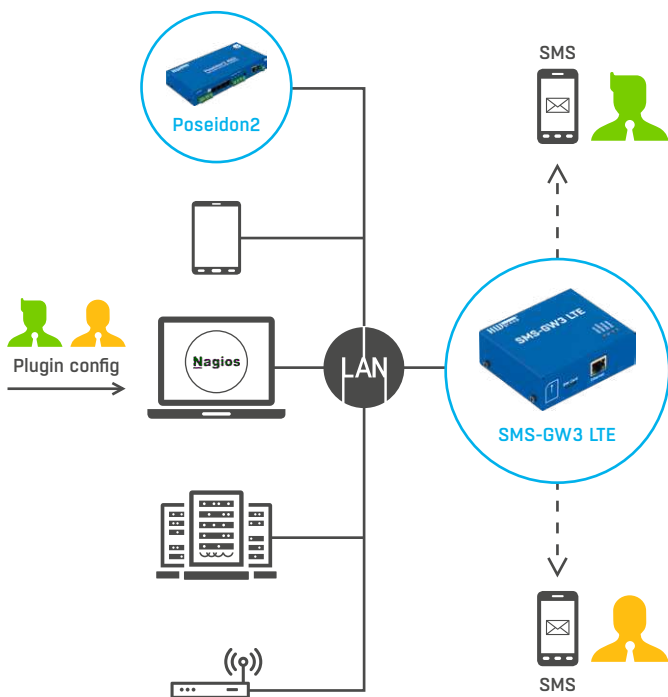 SMS
Poseidon2
Plugin config
Nagios
LAN
SMS-GW3 LTE
SMS-GW3 LTE
SMS